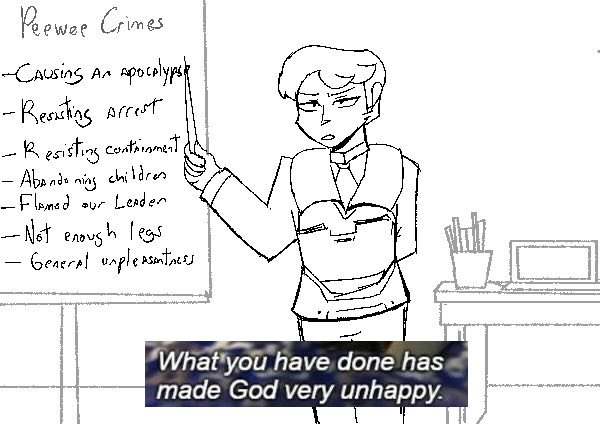 Peewee Crimes
- Causing an apocalypse
- Resisting arrest
- Resisting containment
- Abandoning children
- Flamed our Leader
- Not enough legs
- General unpleasantness
What you have done has
made God very unhappy.